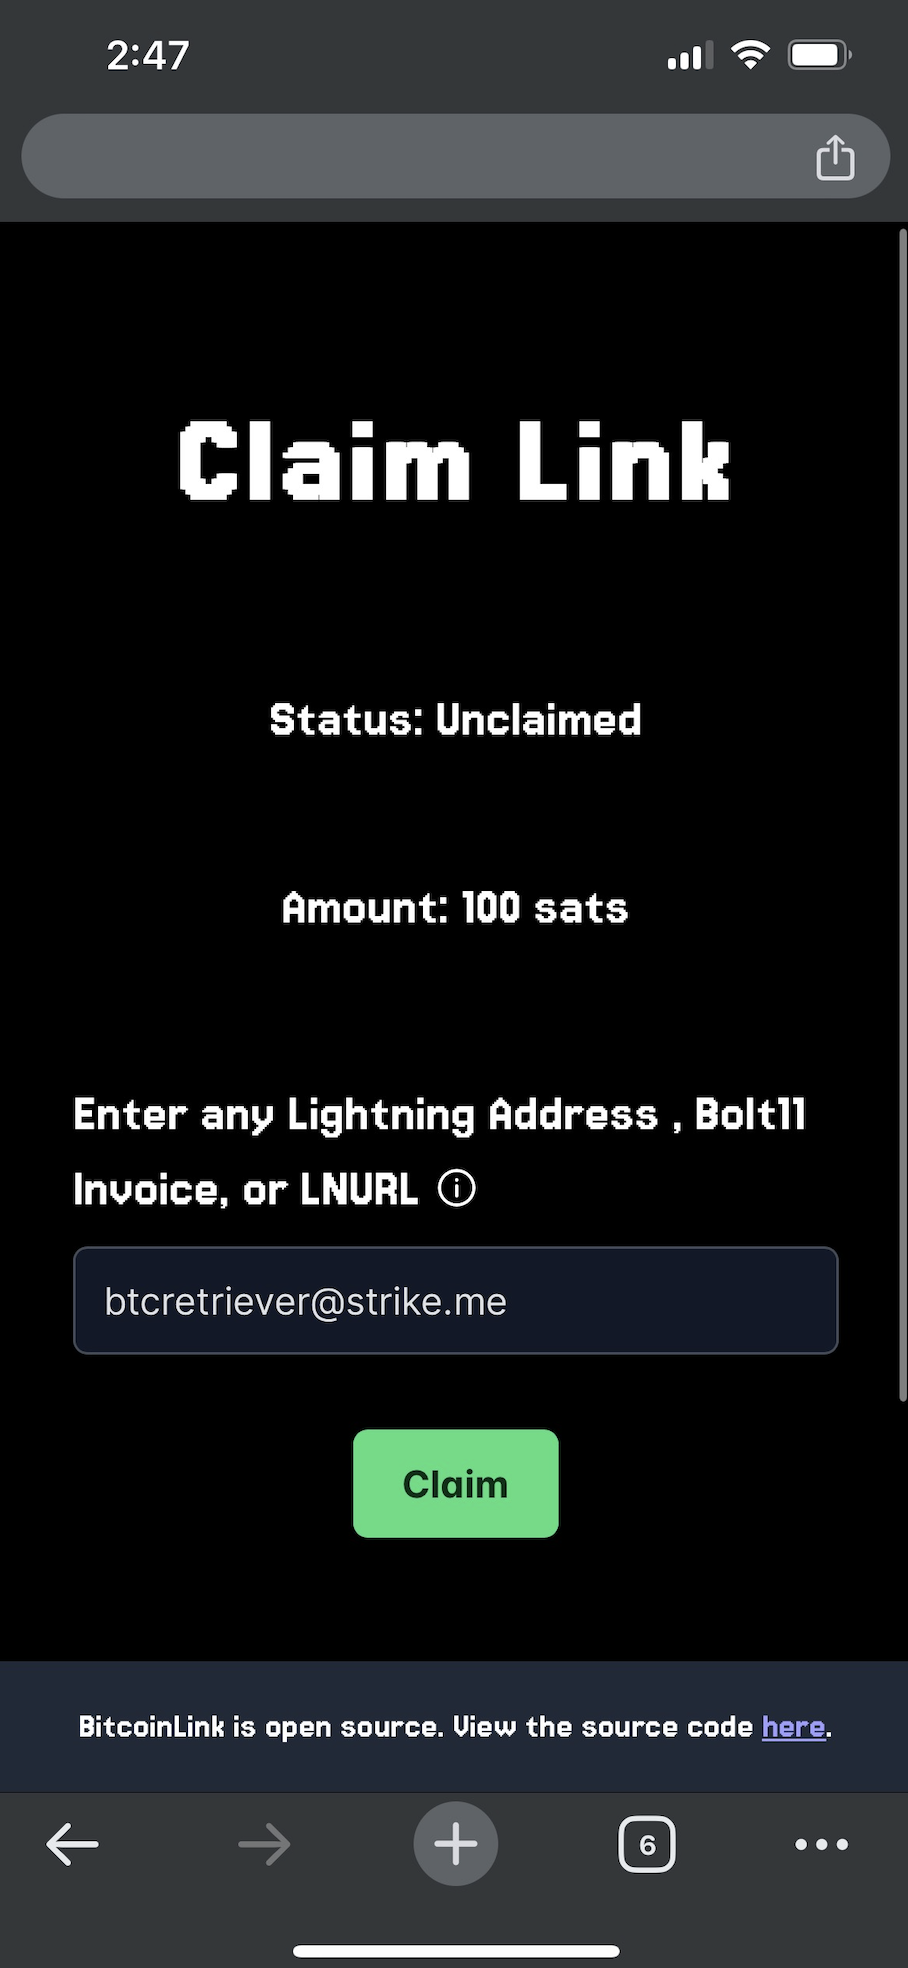 2:47
Claim Link
Status: Unclaimed
Amount: 100 sats
Enter any Lightning Address , Bolt11
Invoice, or LNURL
btcretriever@strike.me
Claim
BitcoinLink is open source. View the source code here.
6